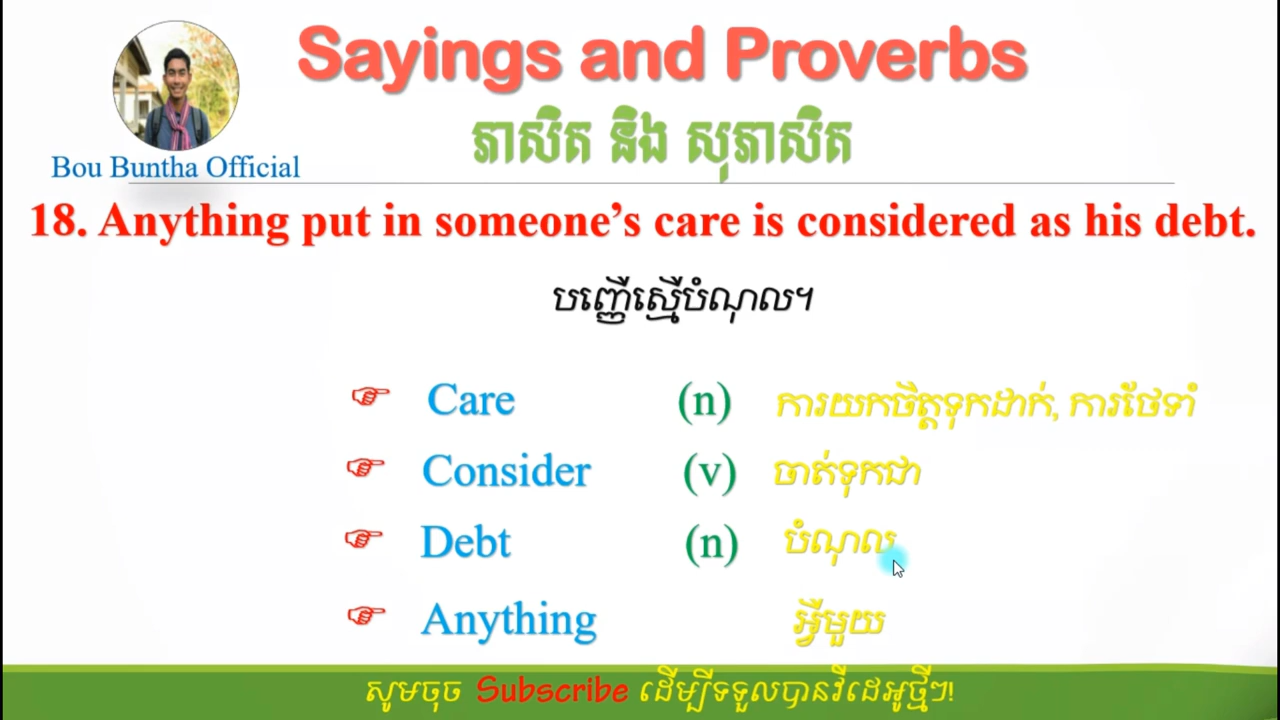 Sayings and Proverbs
ភាសិត និង សុភាសិត
Bou Buntha Official
18. Anything put in someone’s care is considered as his debt.
បញ្ញើស្មើបំណុល។
Care (n) ការយកចិត្តទុកដាក់, ការថែទាំ
Consider (v) ចាត់ទុកជា
Debt (n) បំណុល
Anything អ្វីមួយ
សូមចុច Subscribe ដើម្បីទទួលបានវីដេអូថ្មីៗ!